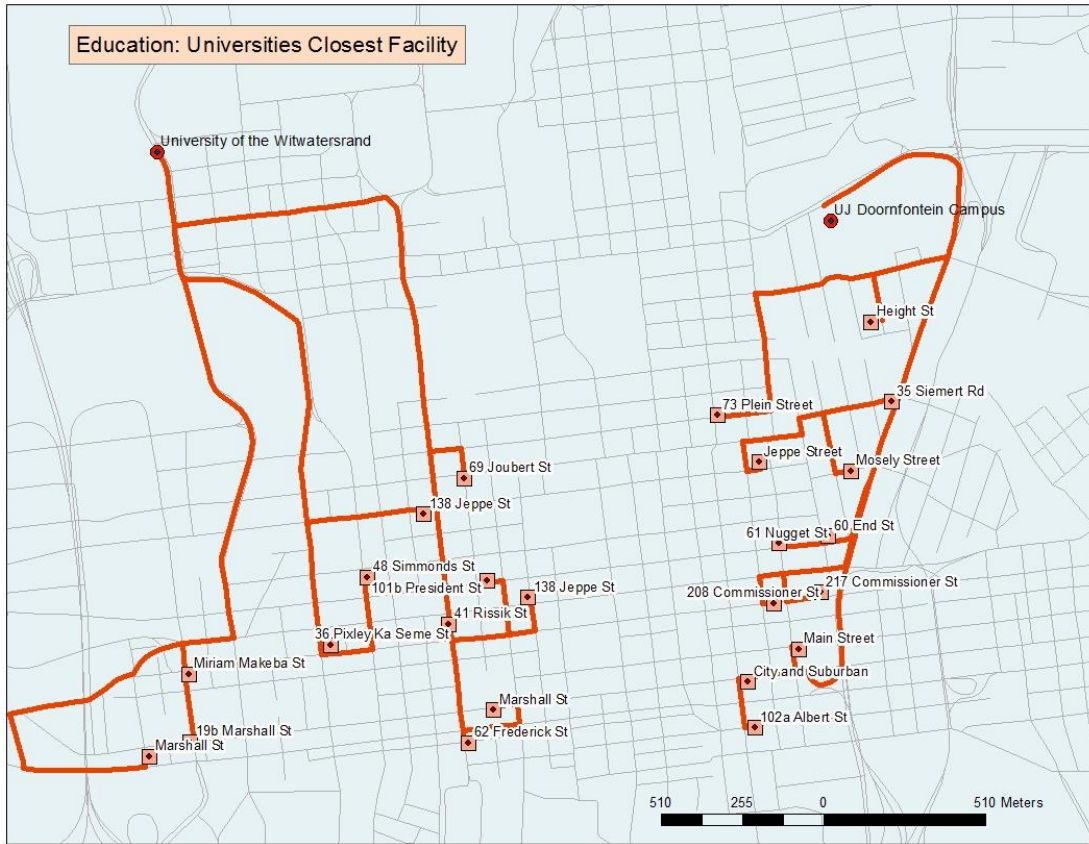 Education: Universities Closest Facility
University of the Witwatersrand
UJ Doornfontein Campus
Height St
35 Siemert Rd
73 Plein Street
Jeppe Street
Mosely Street
69 Joubert St
138 Jeppe St
61 Nugget St
60 End St
48 Simmonds St
101b President St
138 Jeppe St
217 Commissioner St
208 Commissioner St
41 Rissik St
36 Pixley Ka Seme St
Main Street
Miriam Makeba St
City and Suburban
Marshall St
102a Albert St
19b Marshall St
62 Frederick St
Marshall St
510 255 0 510 Meters